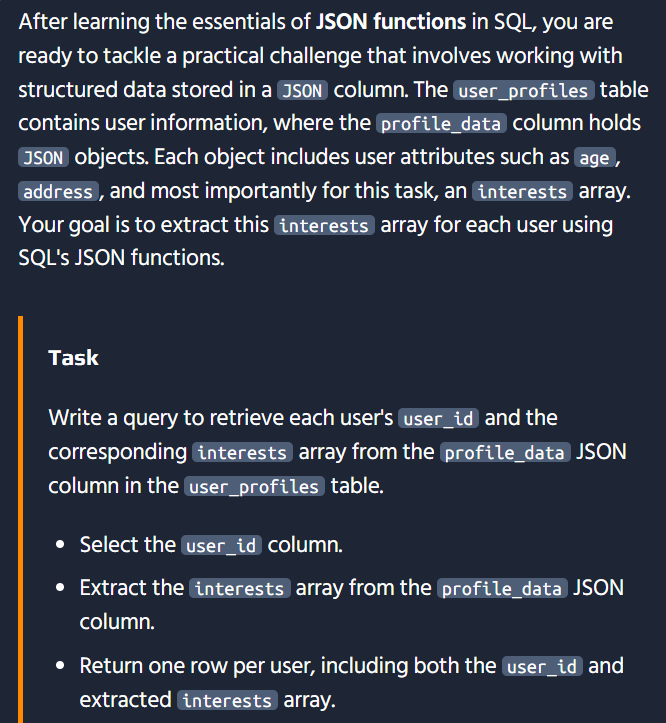 After learning the essentials of JSON functions in SQL, you are
ready to tackle a practical challenge that involves working with
structured data stored in a JSON column. The user_profiles table
contains user information, where the profile_data column holds
JSON objects. Each object includes user attributes such as age,
address, and most importantly for this task, an interests array.
Your goal is to extract this interests array for each user using
SQL's JSON functions.
Task
Write a query to retrieve each user's user_id and the
corresponding interests array from the profile_data JSON
column in the user_profiles table.
• Select the user_id column.
• Extract the interests array from the profile_data JSON
column.
• Return one row per user, including both the user_id and
extracted interests array.